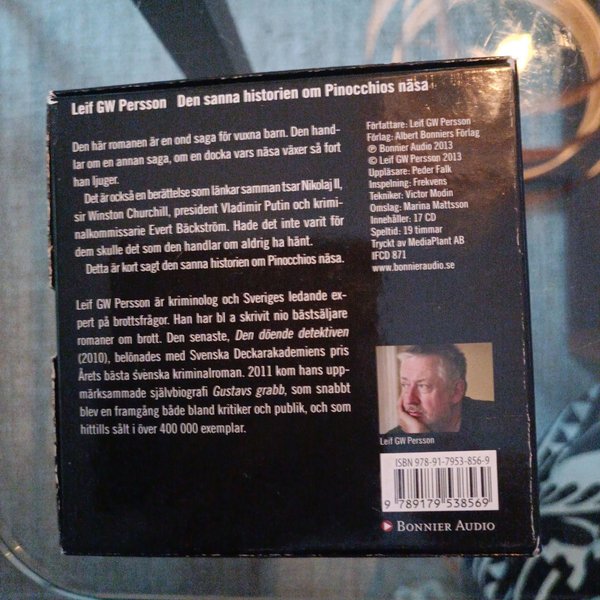 Leif GW Persson Den sanna historien om Pinocchios näsa
Den här romanen är en ond saga för vuxna barn. Den hand-
lar om en annan saga, om en docka vars näsa växer så fort
han ljuger.
Det är också en berättelse som länkar samman tsar Nikolaj II,
sir Winston Churchill, president Vladimir Putin och krimi-
nalkommissarie Evert Bäckström. Hade det inte varit för
dem skulle det som den handlar om aldrig ha hänt.
Detta är kort sagt den sanna historien om Pinocchios näsa.
Leif GW Persson är kriminolog och Sveriges ledande ex-
pert på brottsfrågor. Han har bl a skrivit nio bästsäljare
romaner om brott. Den senaste, Den döende detektiven
(2010), belönades med Svenska Deckarakademiens pris
Årets bästa svenska kriminalroman. 2011 kom hans upp-
märksammade självbiografi Gustavs grabb, som snabbt
blev en framgång både bland kritiker och publik, och som
hittills sålt i över 400 000 exemplar.
Författare: Leif GW Persson
Förlag: Albert Bonniers Förlag
℗ Bonnier Audio 2013
© Leif GW Persson 2013
Uppläsare: Peder Falk
Inspelning: Frekvens
Tekniker: Victor Modin
Omslag: Marina Mattsson
Innehåller: 17 CD
Speltid: 19 timmar
Tryckt av MediaPlant AB
IFCD 871
www.bonnieraudio.se
Leif GW Persson
ISBN 978-91-7953-856-9
9 789179 538569
BONNIER AUDIO